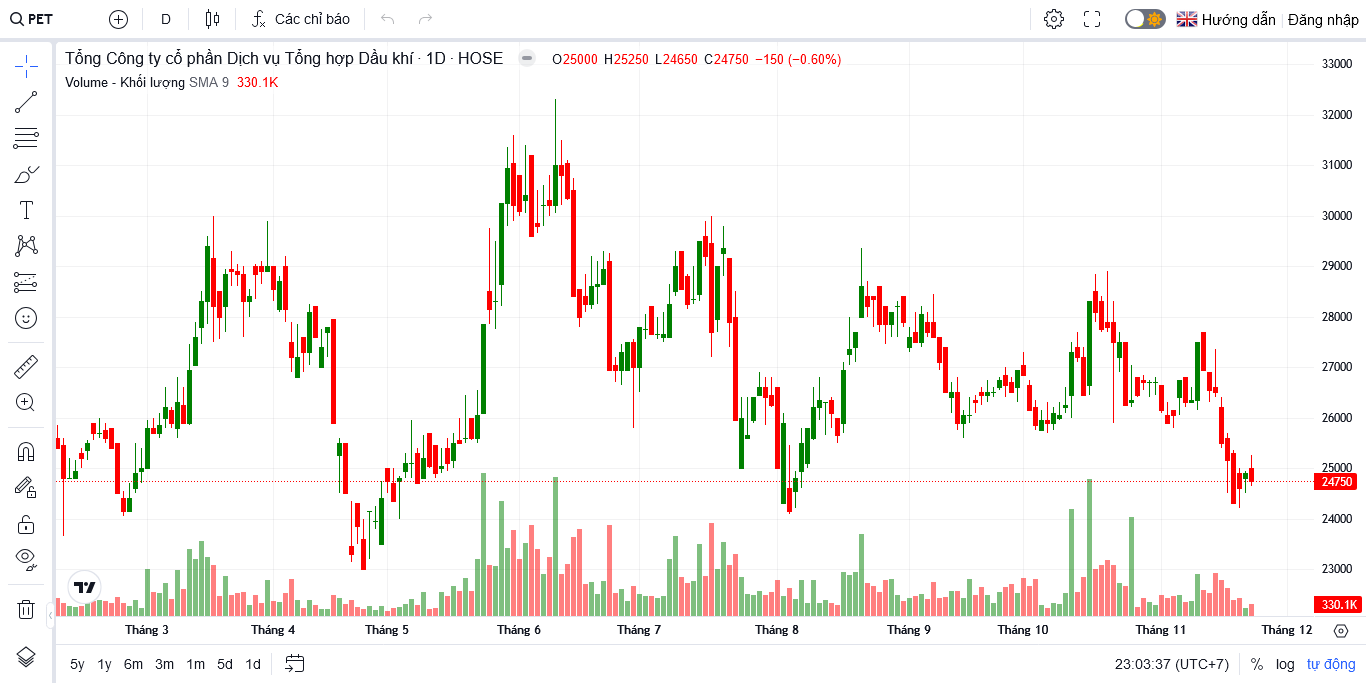 PET D Các chỉ báo Hướng dẫn Đăng nhập
Tổng Công ty cổ phần Dịch vụ Tổng hợp Dầu khí · 1D · HOSE O25000 H25250 L24650 C24750 −150 (−0.60%)
Volume - Khối lượng SMA 9 330.1K
33000
32000
31000
30000
29000
28000
27000
26000
25000
24750
24000
23000
330.1K
Tháng 3 Tháng 4 Tháng 5 Tháng 6 Tháng 7 Tháng 8 Tháng 9 Tháng 10 Tháng 11 Tháng 12
5y 1y 6m 3m 1m 5d 1d 23:03:37 (UTC+7) % log tự động